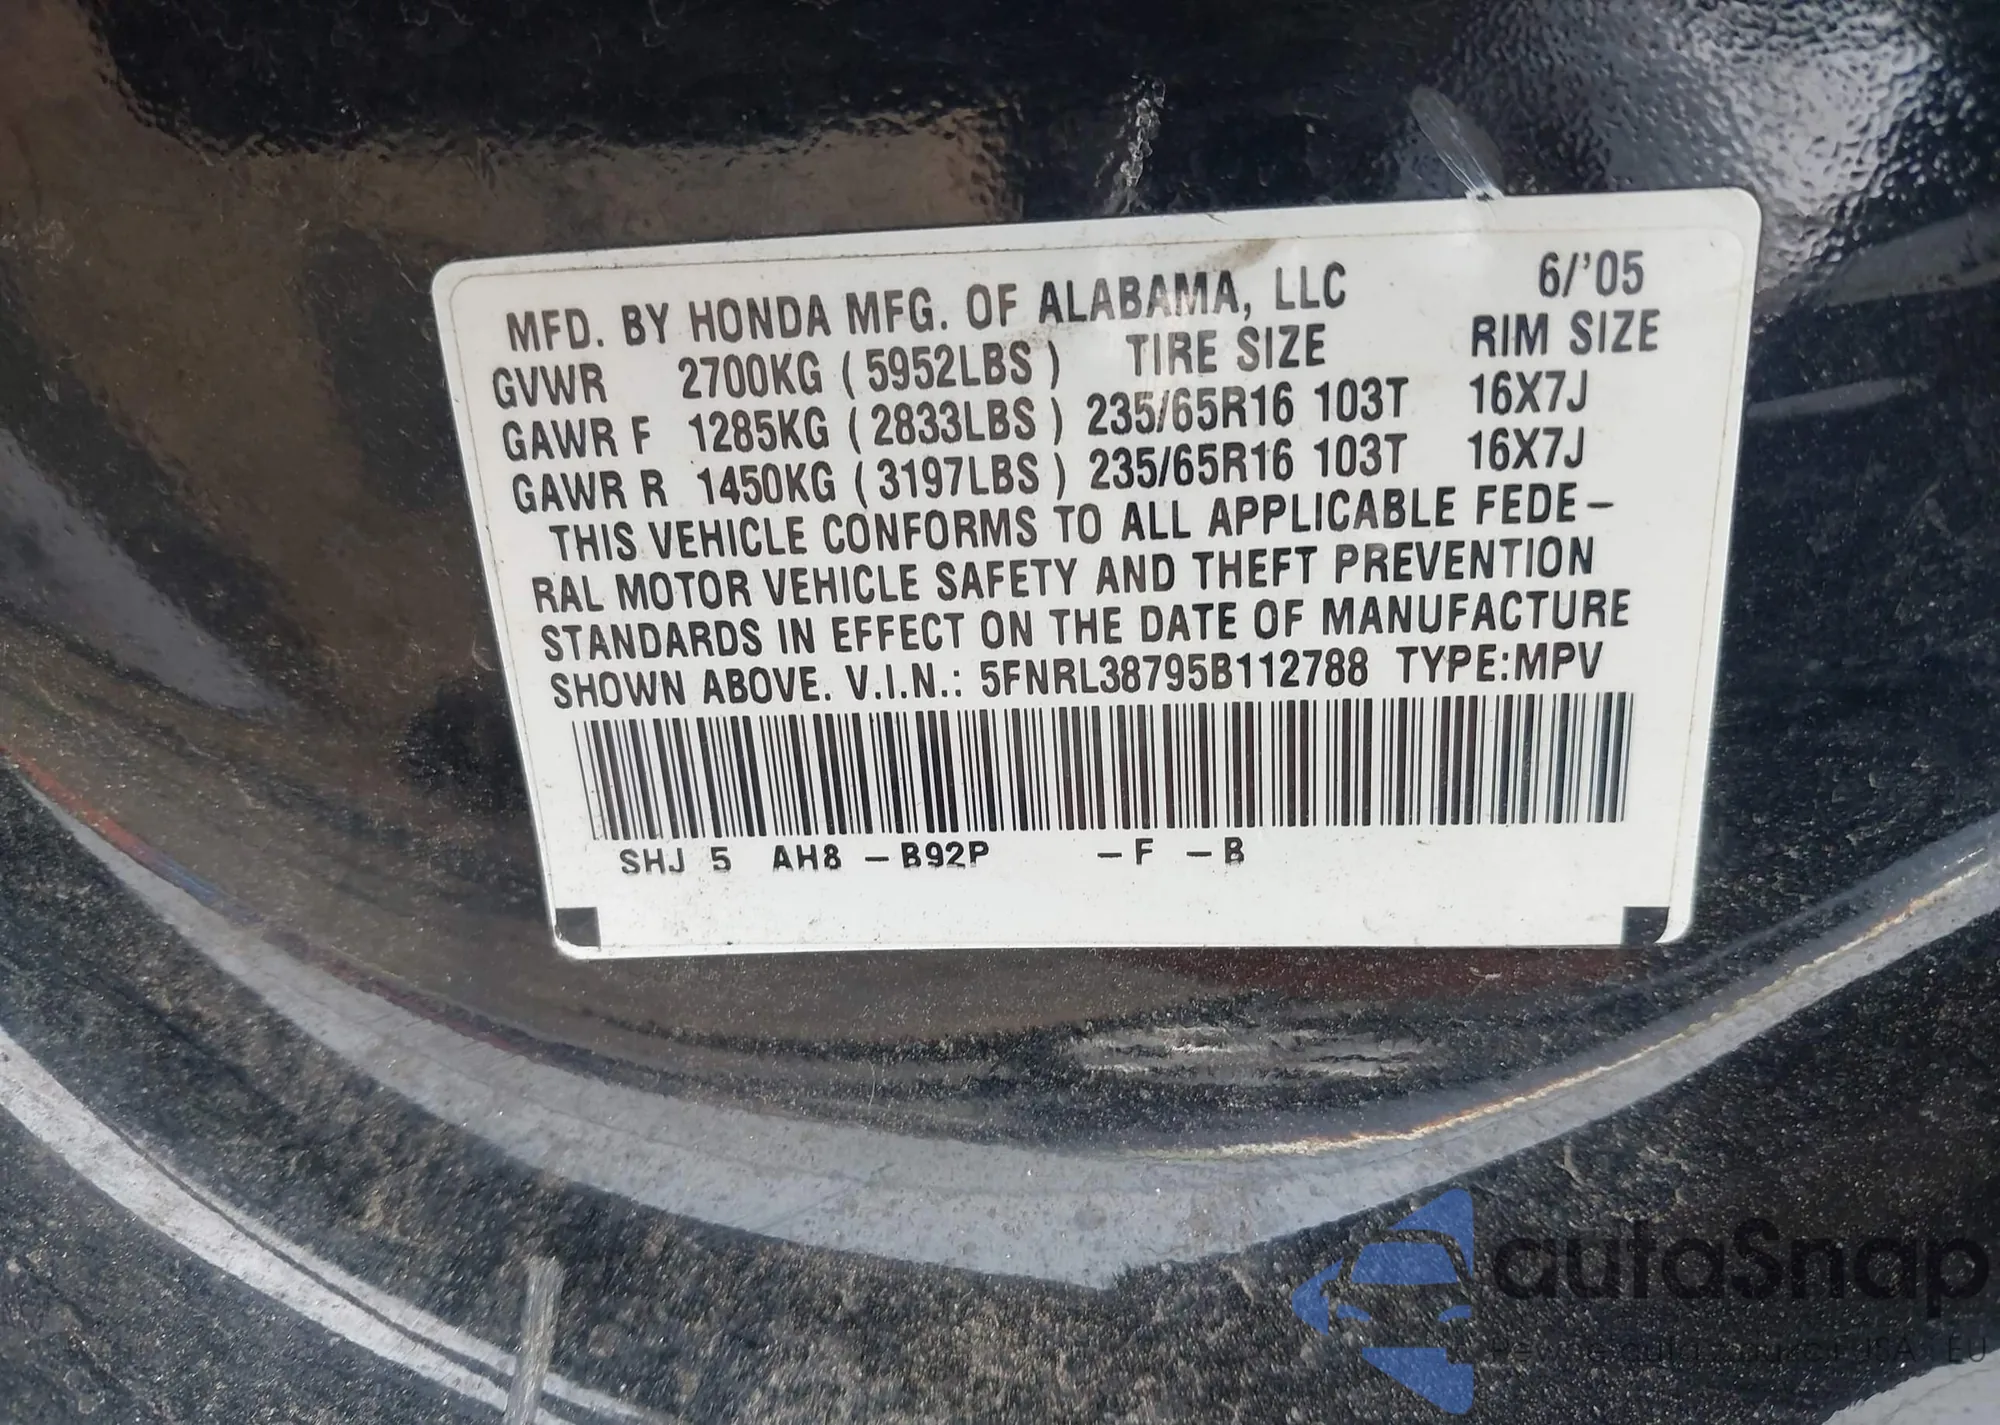 MFD. BY HONDA MFG. OF ALABAMA, LLC 6/'05
GVWR 2700KG ( 5952LBS ) TIRE SIZE RIM SIZE
GAWR F 1285KG ( 2833LBS ) 235/65R16 103T 16X7J
GAWR R 1450KG ( 3197LBS ) 235/65R16 103T 16X7J
THIS VEHICLE CONFORMS TO ALL APPLICABLE FEDE-
RAL MOTOR VEHICLE SAFETY AND THEFT PREVENTION
STANDARDS IN EFFECT ON THE DATE OF MANUFACTURE
SHOWN ABOVE. V.I.N.: 5FNRL38795B112788 TYPE:MPV
SHJ 5 AH8 -B92P -F -B
autoSnap